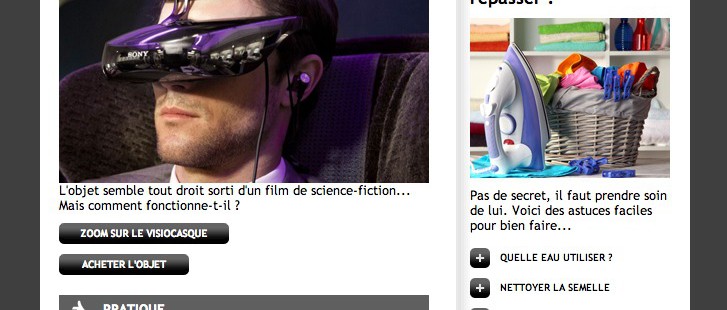 repasser ?
SONY
L'objet semble tout droit sorti d'un film de science-fiction...
Mais comment fonctionne-t-il ?
ZOOM SUR LE VISIOCASQUE
ACHETER L'OBJET
PRATIQUE
Pas de secret, il faut prendre soin
de lui. Voici des astuces faciles
pour bien faire...
QUELLE EAU UTILISER ?
NETTOYER LA SEMELLE